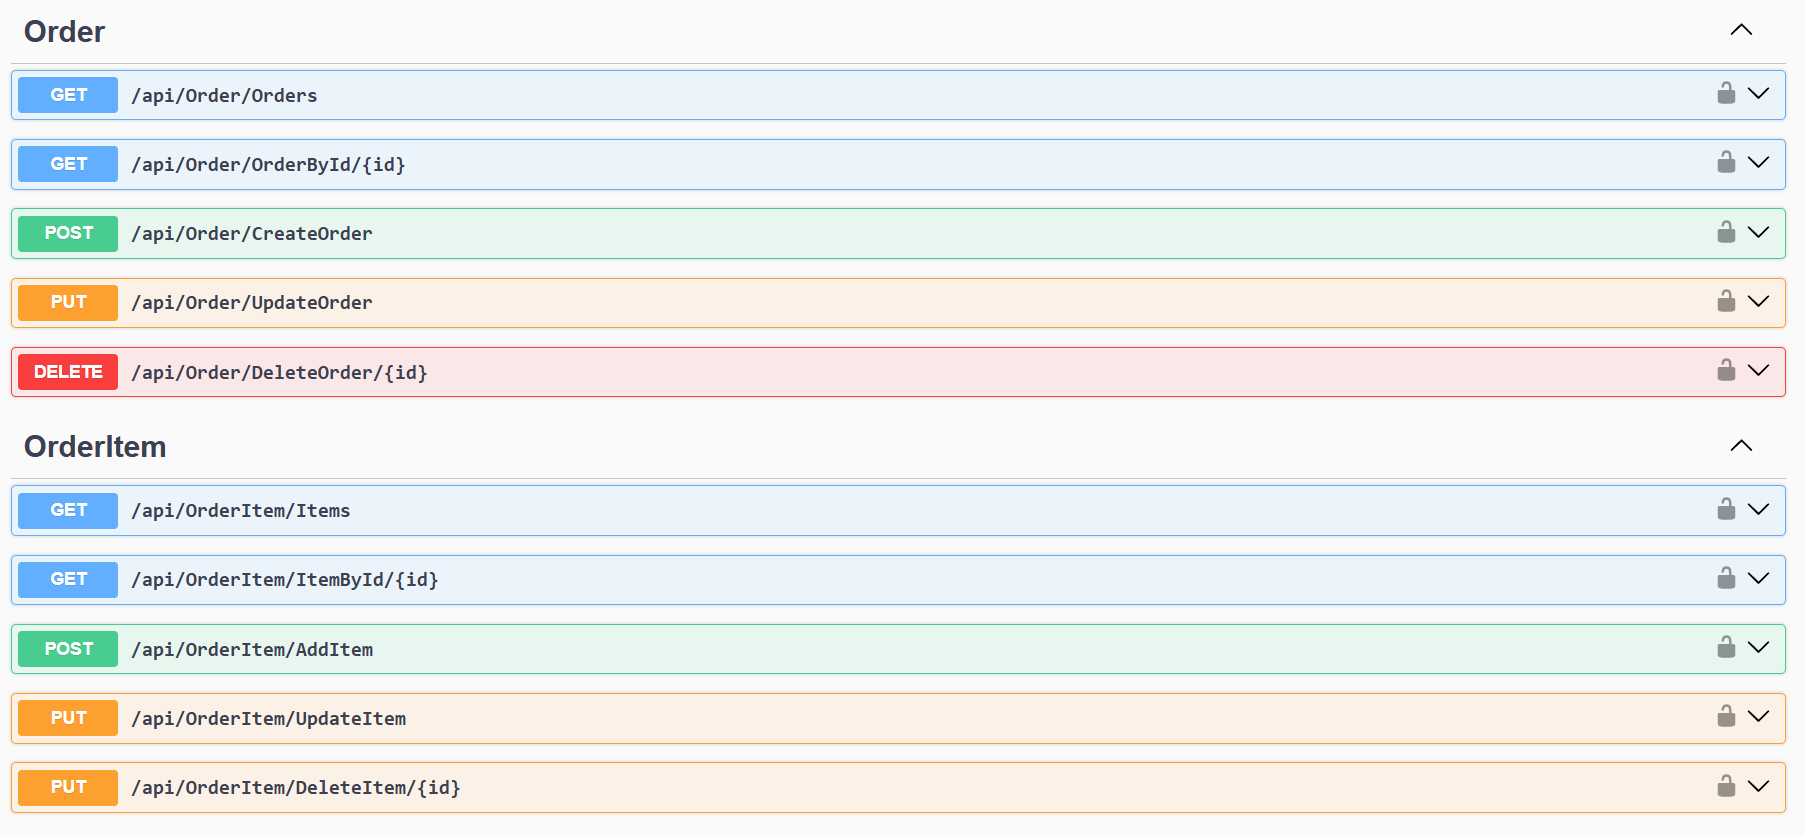 Order
GET /api/Order/Orders
GET /api/Order/OrderById/{id}
POST /api/Order/CreateOrder
PUT /api/Order/UpdateOrder
DELETE /api/Order/DeleteOrder/{id}
OrderItem
GET /api/OrderItem/Items
GET /api/OrderItem/ItemById/{id}
POST /api/OrderItem/AddItem
PUT /api/OrderItem/UpdateItem
PUT /api/OrderItem/DeleteItem/{id}